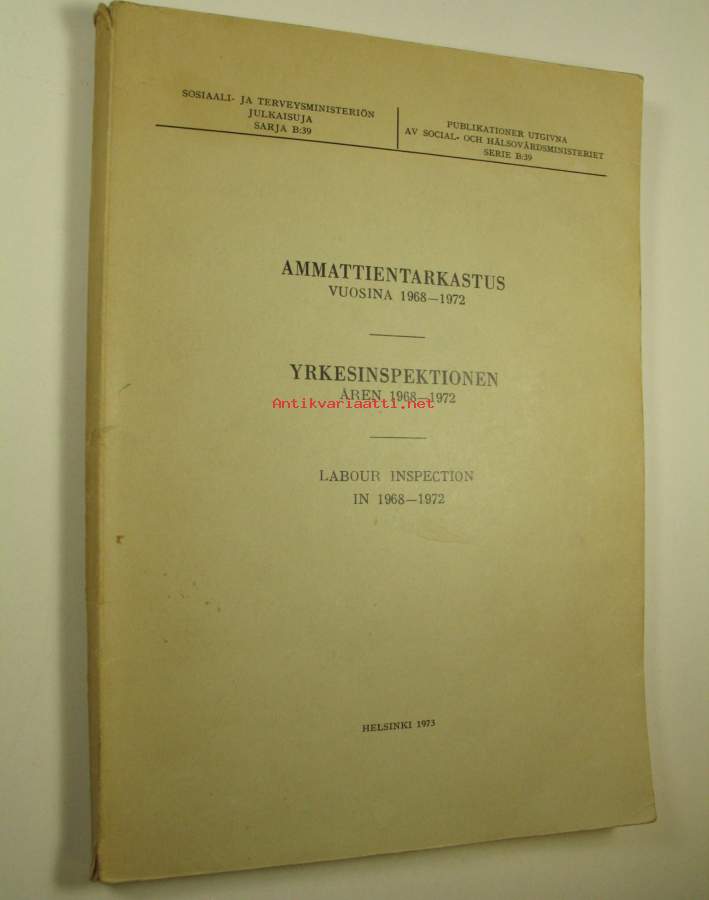 SOSIAALI- JA TERVEYSMINISTERIÖN
JULKAISUJA
SARJA B:39
PUBLIKATIONER UTGIVNA
AV SOCIAL- OCH HÄLSOVÅRDSMINISTERIET
SERIE B:39
AMMATTIENTARKASTUS
VUOSINA 1968—1972
YRKESINSPEKTIONEN
ÅREN 1968—1972
Antikvariaatti.net
LABOUR INSPECTION
IN 1968—1972
HELSINKI 1973